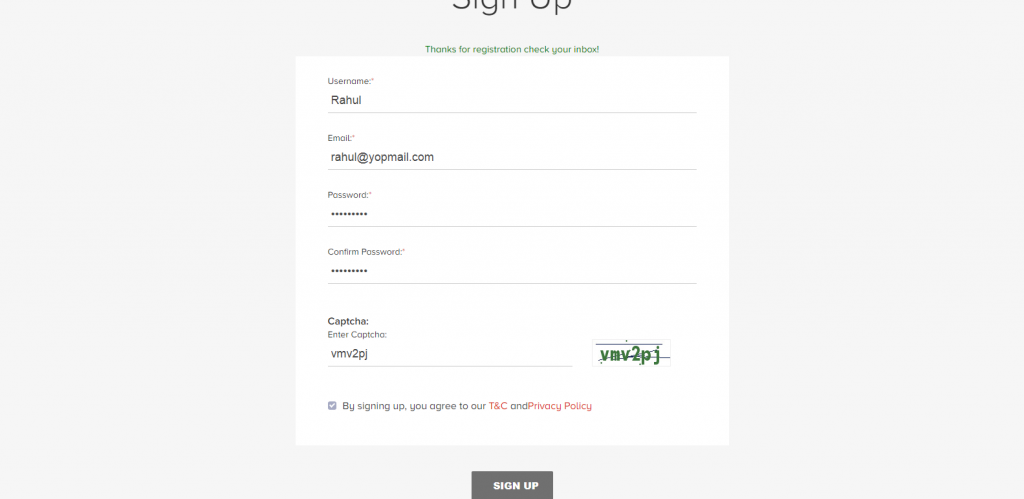 Sign Up
Thanks for registration check your inbox!
Username:*
Rahul
Email:*
rahul@yopmail.com
Password:*
•••••••••
Confirm Password:*
•••••••••
Captcha:
Enter Captcha:
vmv2pj
vmv2pj
By signing up, you agree to our T&C andPrivacy Policy
SIGN UP